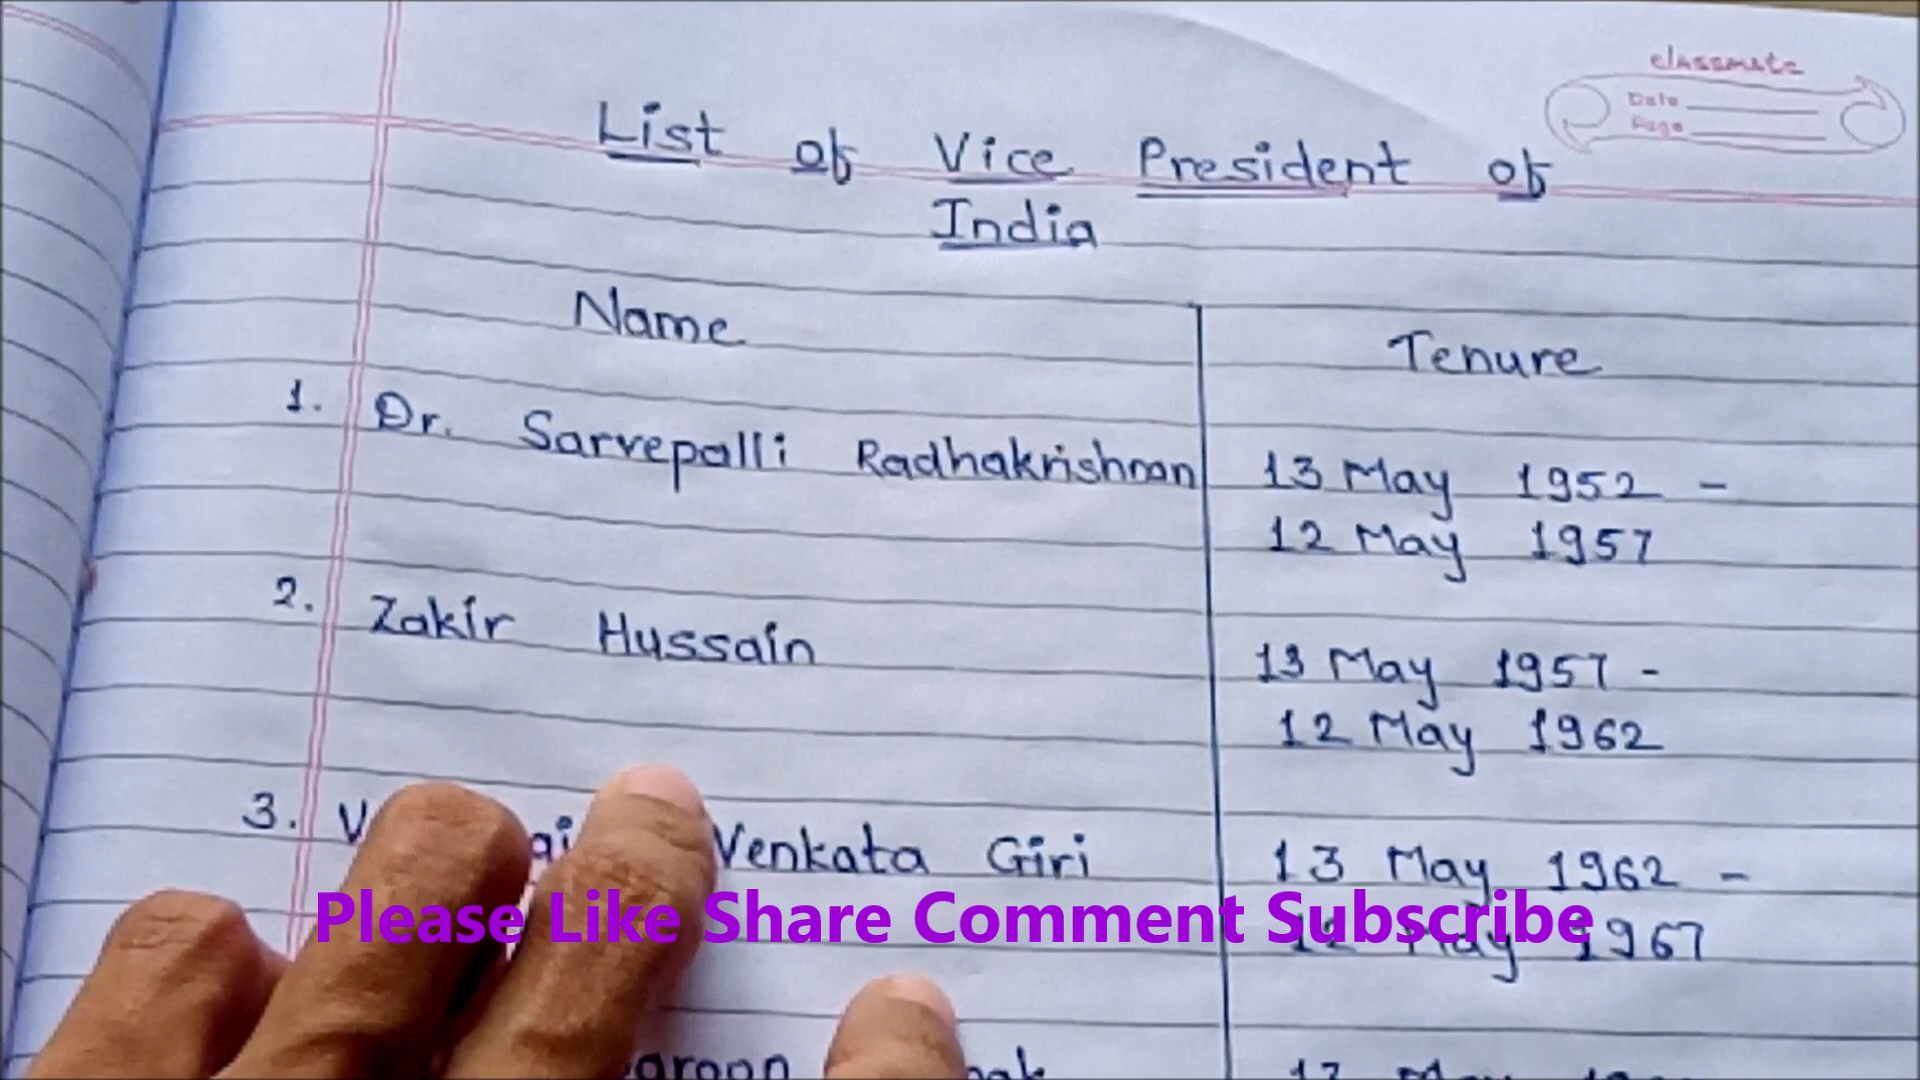 classmate
Date
Page
List of Vice President of
India
Name
Tenure
1. Dr. Sarvepalli Radhakrishnan 13 May 1952 -
12 May 1957
2. Zakir Hussain 13 May 1957 -
12 May 1962
3. Venkata Giri 13 May 1962 -
12 May 1967
Please Like Share Comment Subscribe